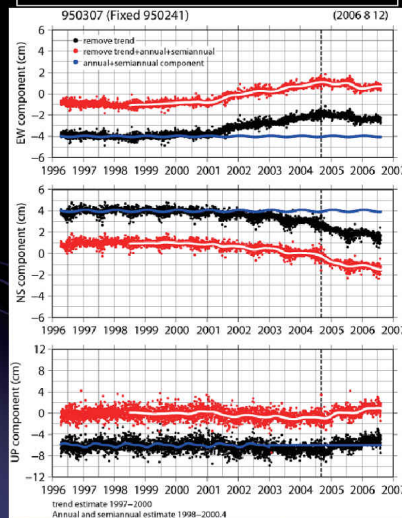 950307 (Fixed 950241) (2006 8 12)
EW component (cm)
6
4
2
0
−2
−4
−6
remove trend
remove trend+annual+semiannual
annual+semiannual component
1996 1997 1998 1999 2000 2001 2002 2003 2004 2005 2006 2007
NS component (cm)
6
4
2
0
−2
−4
−6
1996 1997 1998 1999 2000 2001 2002 2003 2004 2005 2006 2007
UP component (cm)
12
8
4
0
−4
−8
−12
1996 1997 1998 1999 2000 2001 2002 2003 2004 2005 2006 2007
trend estimate 1997−2000
Annual and semiannual estimate 1998−2000.4